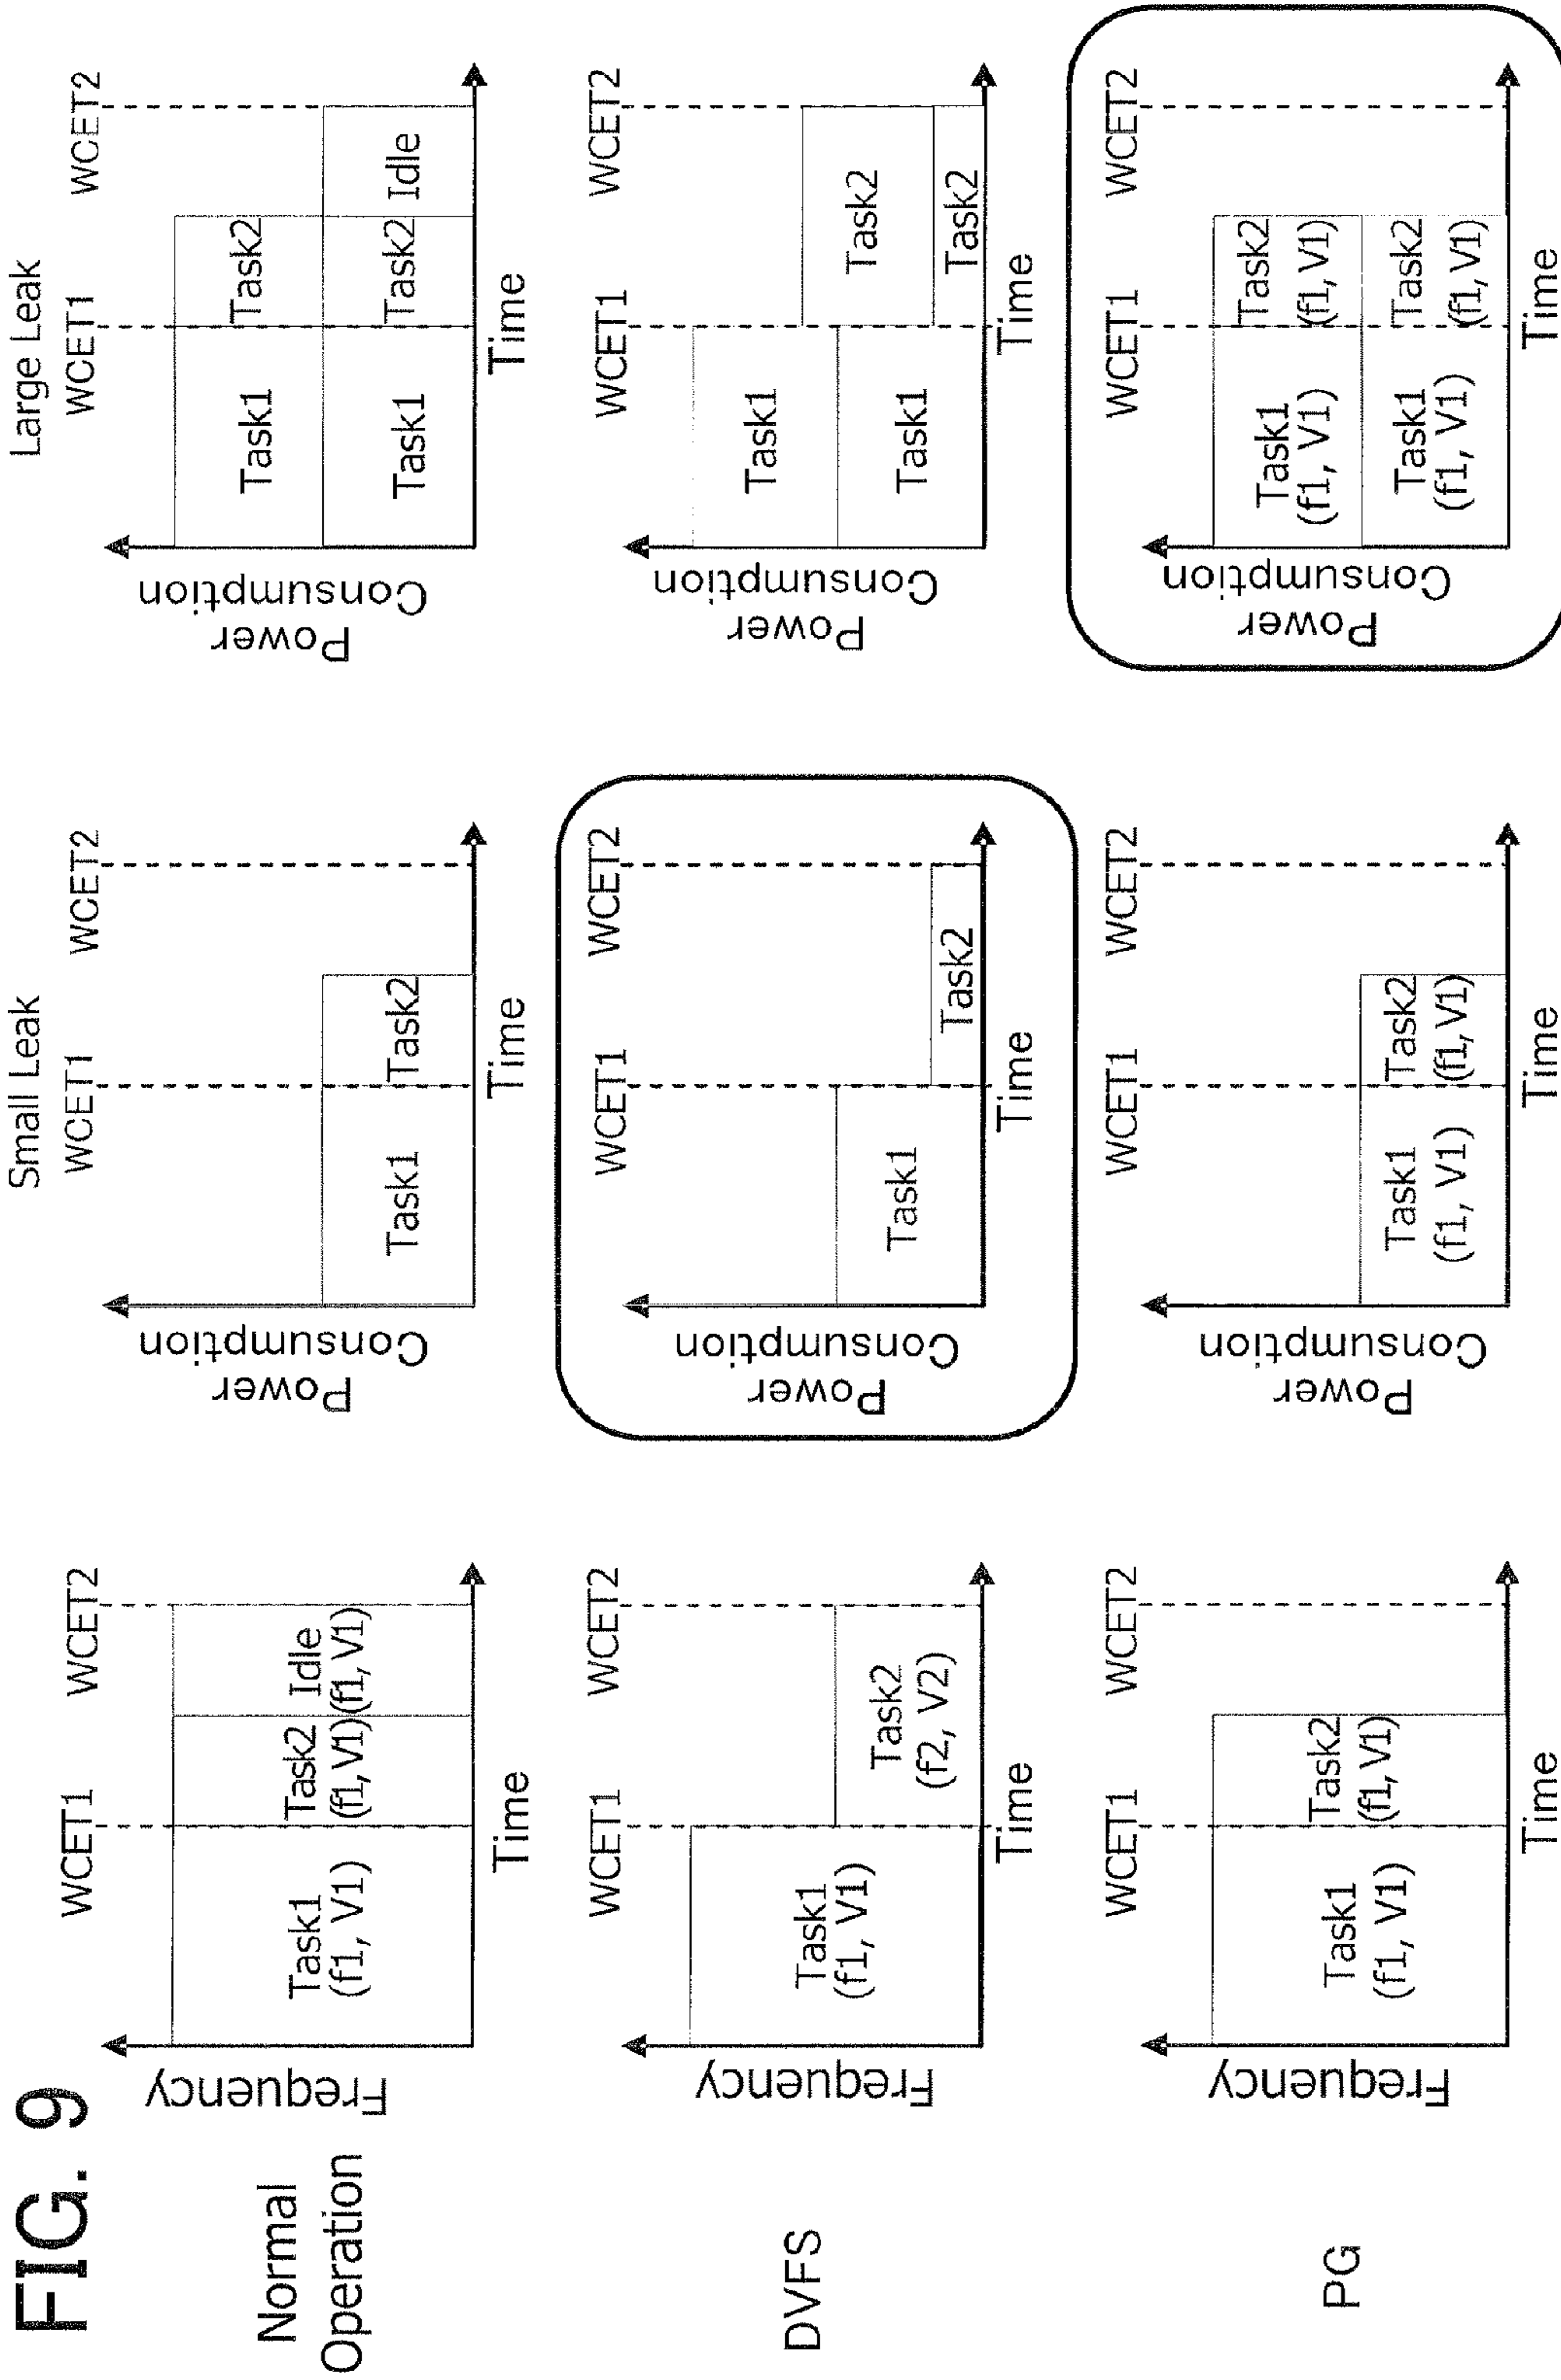 FIG. 9
Small Leak
Large Leak
Normal
Operation
Frequency
WCET1
WCET2
Task1
(f1, V1)
Task2
(f1, V1)
Idle
(f1, V1)
Time
Power
Consumption
WCET1
WCET2
Task1
Task2
Time
Power
Consumption
WCET1
WCET2
Task1
Task2
Task1
Task2
Idle
Time
DVFS
Frequency
WCET1
WCET2
Task1
(f1, V1)
Task2
(f2, V2)
Time
Power
Consumption
WCET1
WCET2
Task1
Task2
Time
Power
Consumption
WCET1
WCET2
Task1
Task2
Task1
Task2
Time
PG
Frequency
WCET1
WCET2
Task1
(f1, V1)
Task2
(f1, V1)
Time
Power
Consumption
WCET1
WCET2
Task1
(f1, V1)
Task2
(f1, V1)
Time
Power
Consumption
WCET1
WCET2
Task1
(f1, V1)
Task2
(f1, V1)
Task1
(f1, V1)
Task2
(f1, V1)
Time